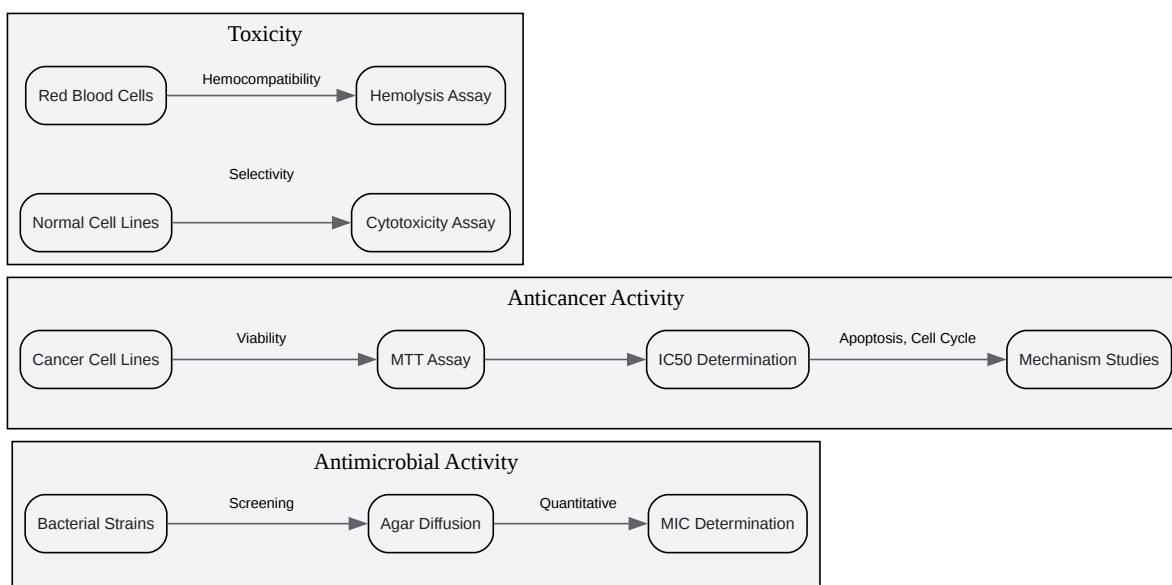 Toxicity
Hemocompatibility
Red Blood Cells
Hemolysis Assay
Selectivity
Normal Cell Lines
Cytotoxicity Assay
Anticancer Activity
Viability
Apoptosis, Cell Cycle
Cancer Cell Lines
MTT Assay
IC50 Determination
Mechanism Studies
Antimicrobial Activity
Screening
Quantitative
Bacterial Strains
Agar Diffusion
MIC Determination